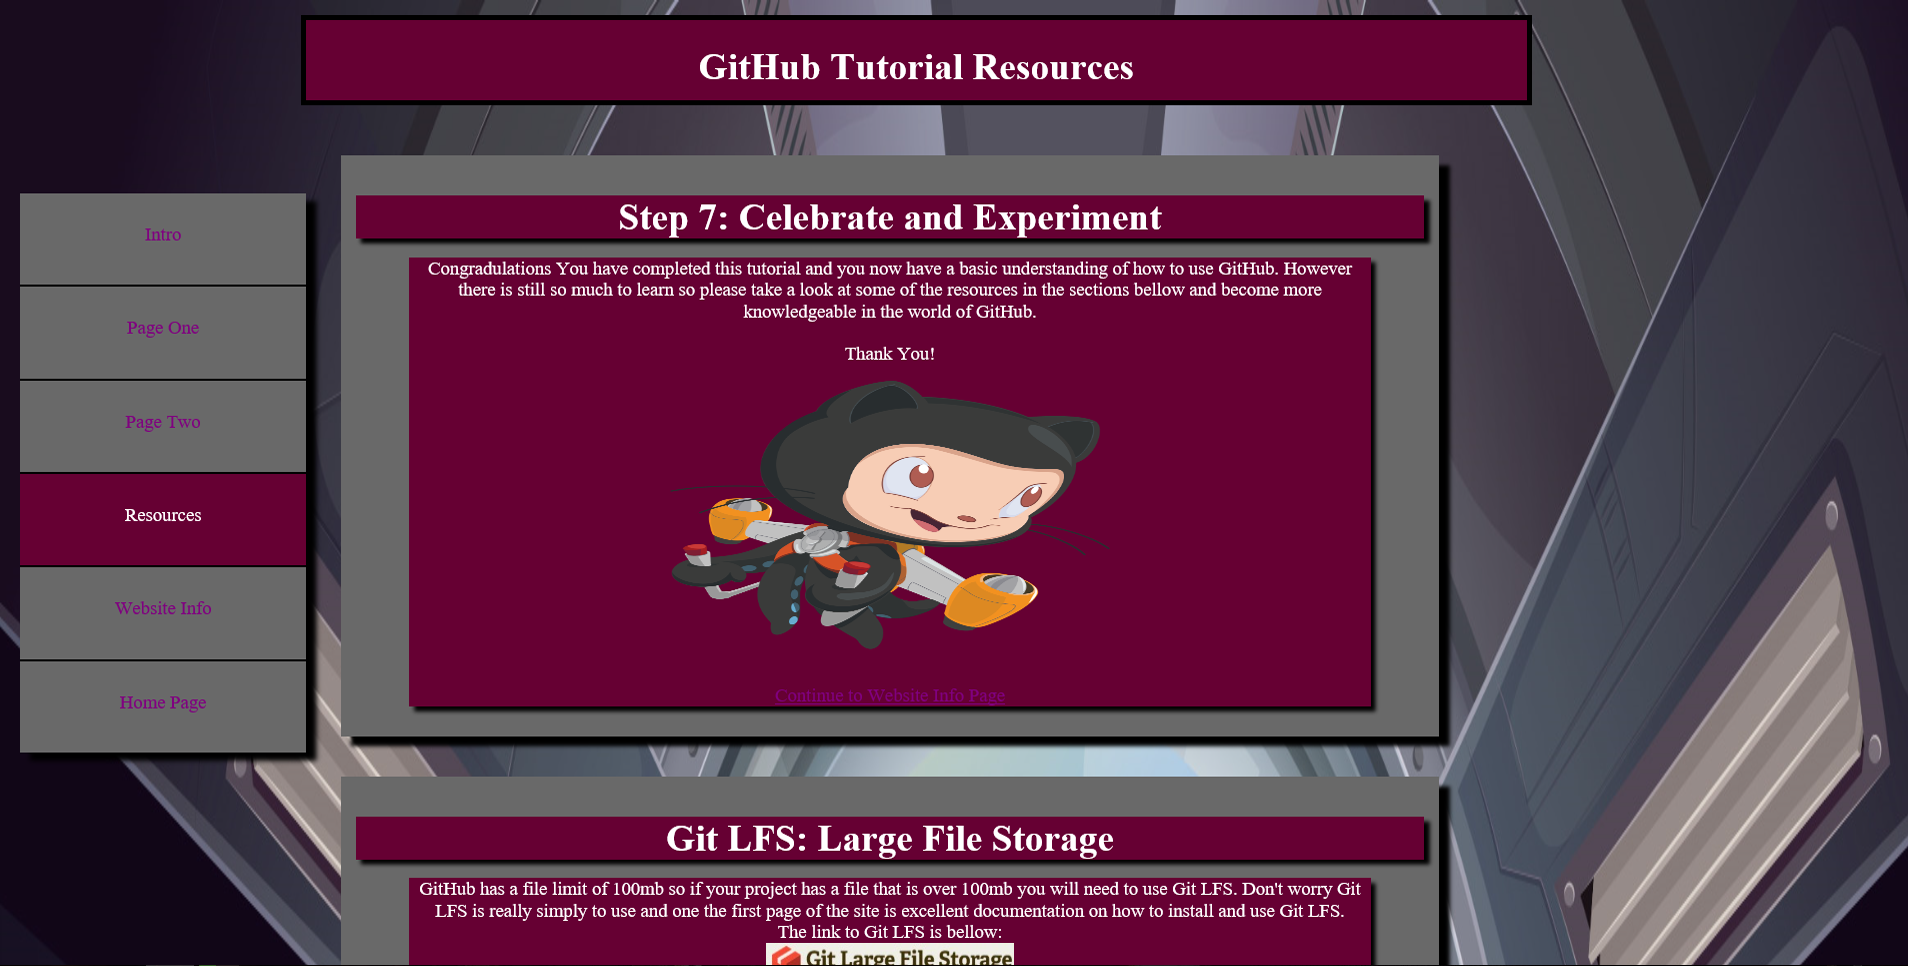 GitHub Tutorial Resources
Intro
Page One
Page Two
Resources
Website Info
Home Page
Step 7: Celebrate and Experiment
Congradulations You have completed this tutorial and you now have a basic understanding of how to use GitHub. However
there is still so much to learn so please take a look at some of the resources in the sections bellow and become more
knowledgeable in the world of GitHub.
Thank You!
Continue to Website Info Page
Git LFS: Large File Storage
GitHub has a file limit of 100mb so if your project has a file that is over 100mb you will need to use Git LFS. Don't worry Git
LFS is really simply to use and one the first page of the site is excellent documentation on how to install and use Git LFS.
The link to Git LFS is bellow:
Git Large File Storage